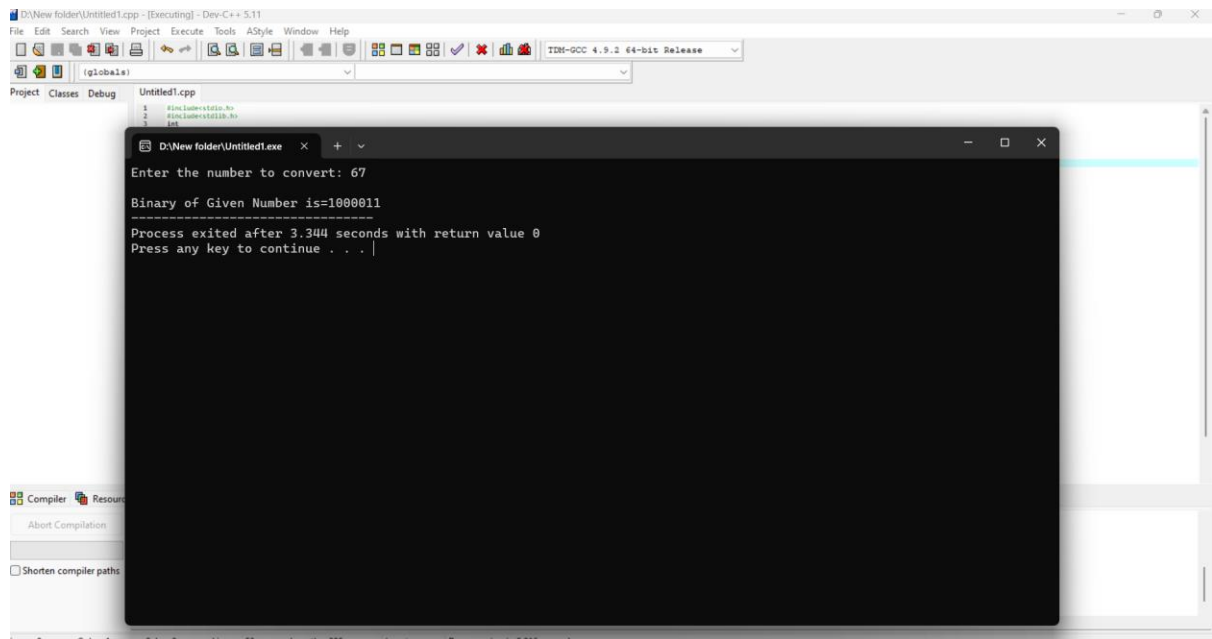 D:\New folder\Untitled1.cpp - [Executing] - Dev-C++ 5.11
File Edit Search View Project Execute Tools AStyle Window Help
TDM-GCC 4.9.2 64-bit Release
(globals)
Project Classes Debug Untitled1.cpp
1 #include<stdio.h>
2 #include<stdlib.h>
3 int
D:\New folder\Untitled1.exe
Enter the number to convert: 67
Binary of Given Number is=1000011
--------------------------------
Process exited after 3.344 seconds with return value 0
Press any key to continue . . .
Compiler
Abort Compilation
Shorten compiler paths